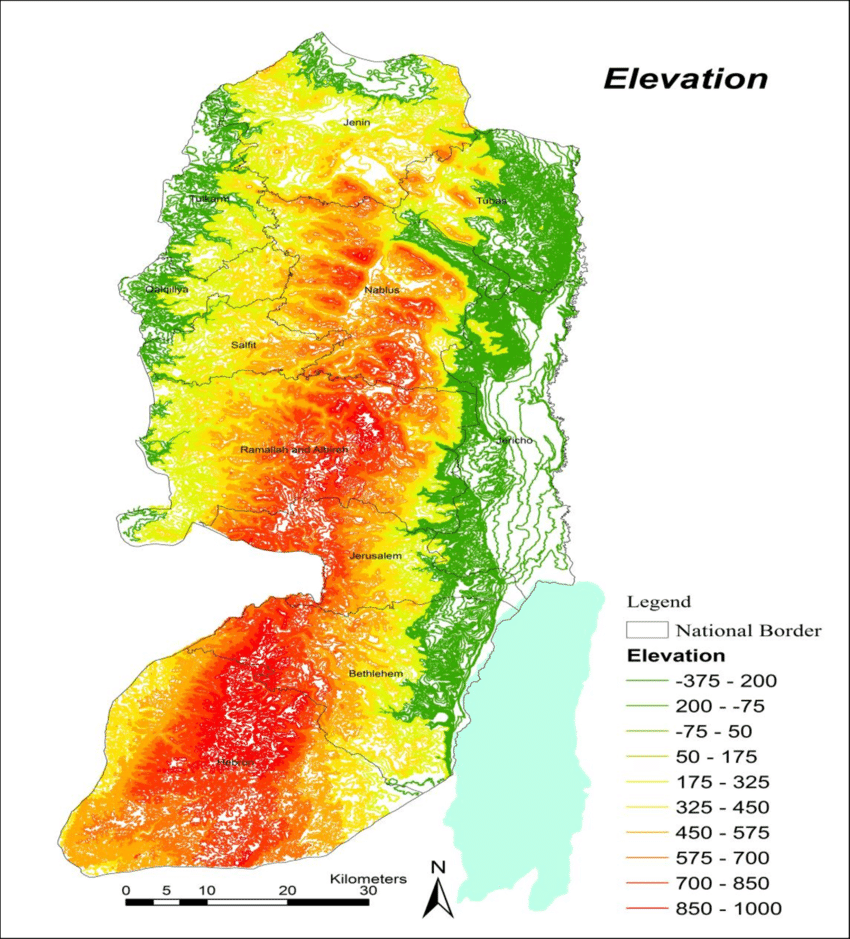 Elevation
Jenin
Tulkarm
Tubas
Qalqiliya
Nablus
Salfit
Jericho
Ramallah and Albireh
Jerusalem
Bethlehem
Hebron
Legend
National Border
Elevation
-375 - 200
200 - -75
-75 - 50
50 - 175
175 - 325
325 - 450
450 - 575
575 - 700
700 - 850
850 - 1000
Kilometers
0 5 10 20 30
N